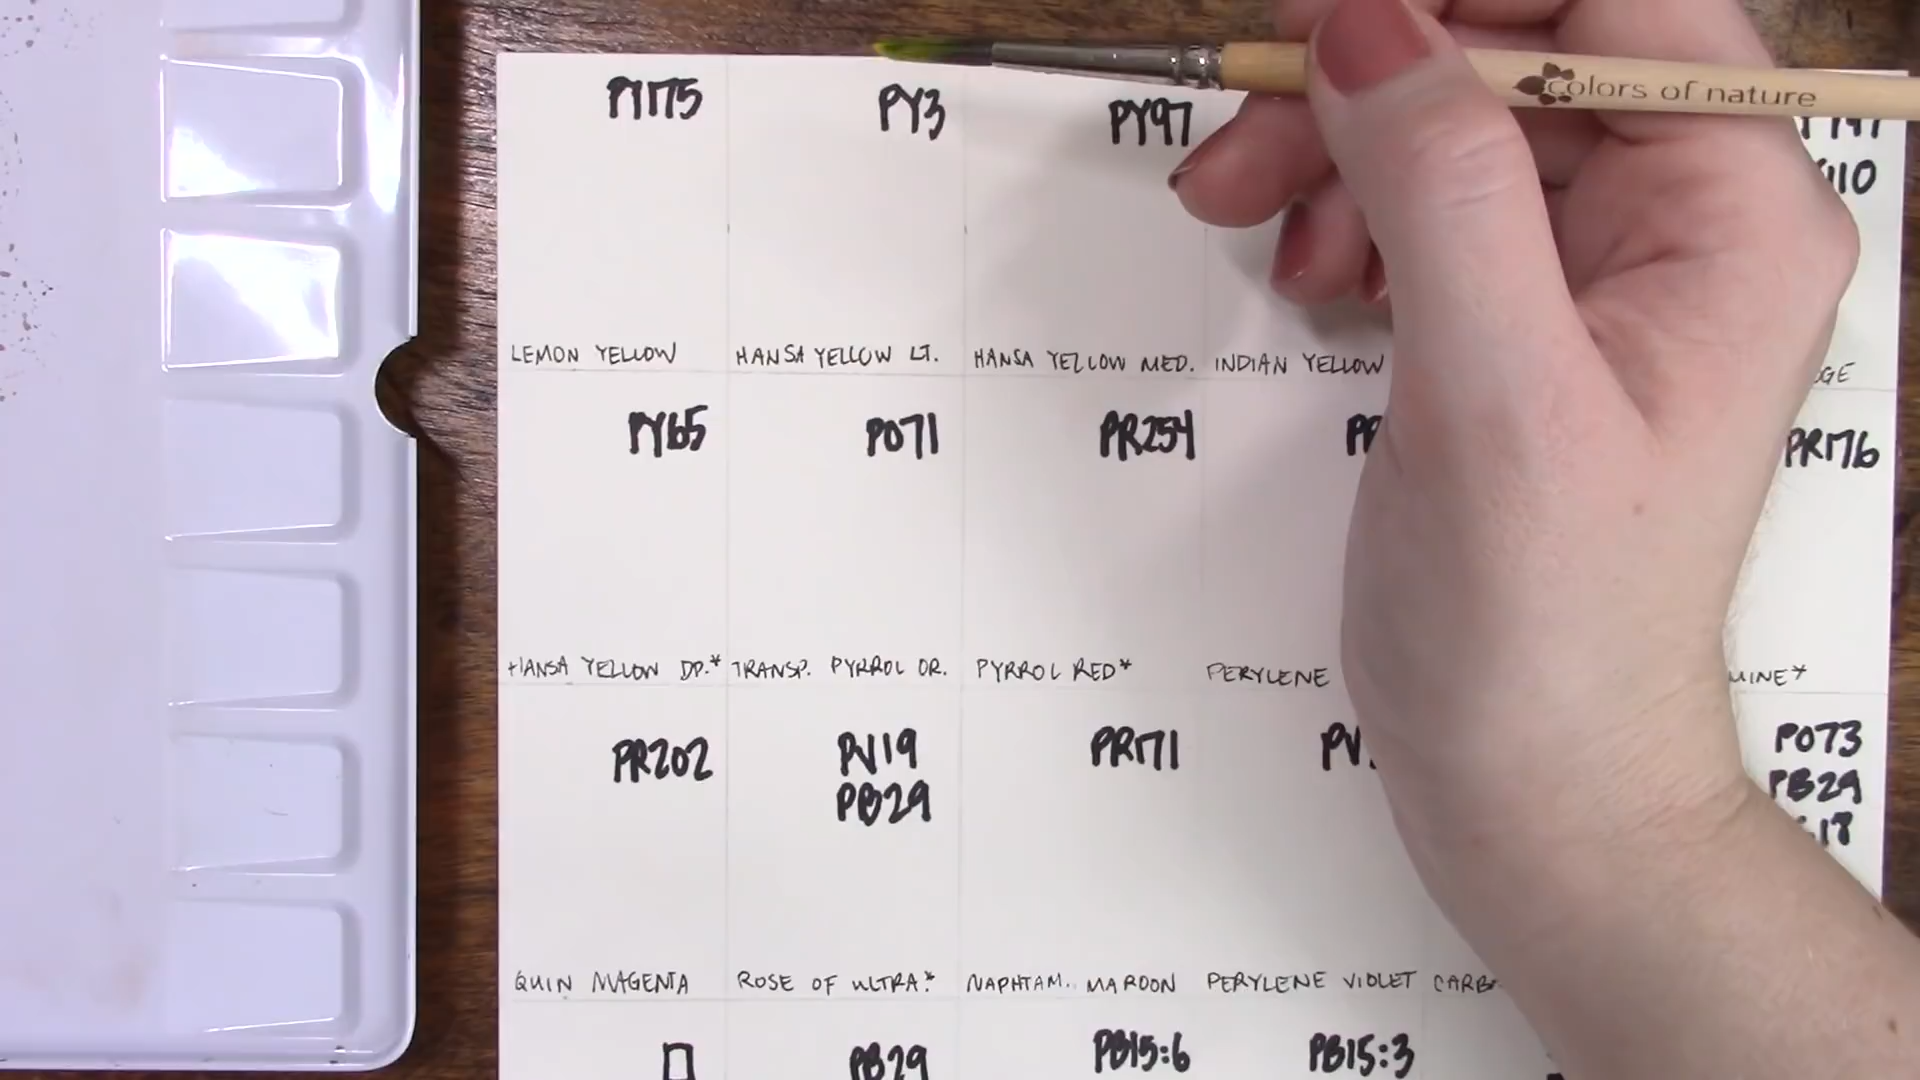 colors of nature
PY175
PY3
PY97
LEMON YELLOW
HANSA YELLOW LT.
HANSA YELLOW MED.
INDIAN YELLOW
PY65
PO71
PR254
PR176
HANSA YELLOW DP.*
TRANSP. PYRROL OR.
PYRROL RED*
PERYLENE
PR202
PV19
PB29
PR171
PO73
PB29
QUIN MAGENTA
ROSE OF ULTRA.*
NAPHTAM. MAROON
PERYLENE VIOLET
PB29
PB15:6
PB15:3